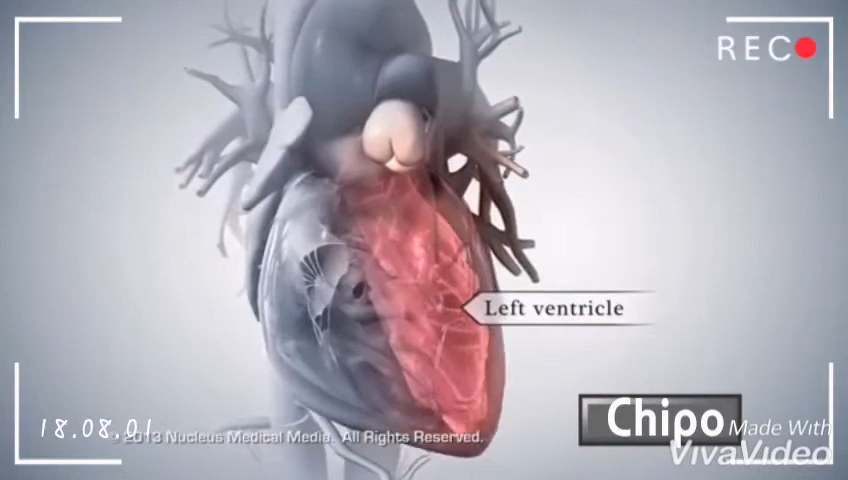 REC
Left ventricle
18.08.01
© 2013 Nucleus Medical Media. All Rights Reserved.
Chipo
Made With
VivaVideo